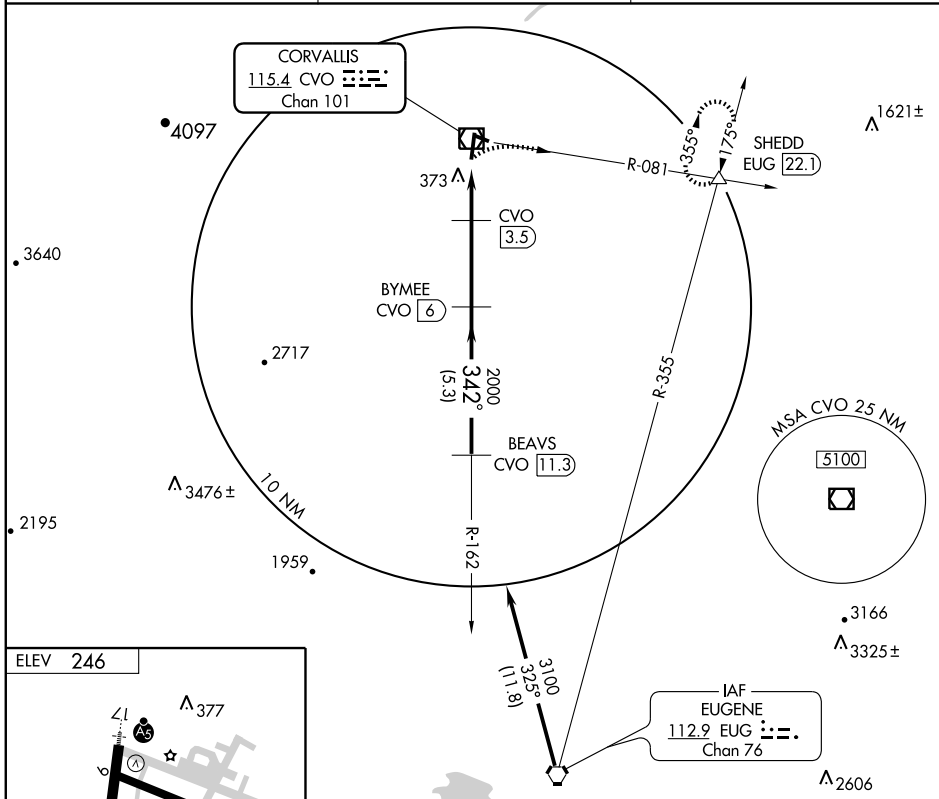 CORVALLIS
115.4 CVO
Chan 101
4097
1621±
355°
175°
SHEDD
EUG 22.1
R-081
373
CVO
3.5
3640
BYMEE
CVO 6
2717
2000
342°
(5.3)
R-355
MSA CVO 25 NM
5100
BEAVS
CVO 11.3
3476±
10 NM
2195
R-162
1959
3166
3325±
3100
325°
(11.8)
ELEV 246
377
17
A5
9
IAF
EUGENE
112.9 EUG
Chan 76
2606